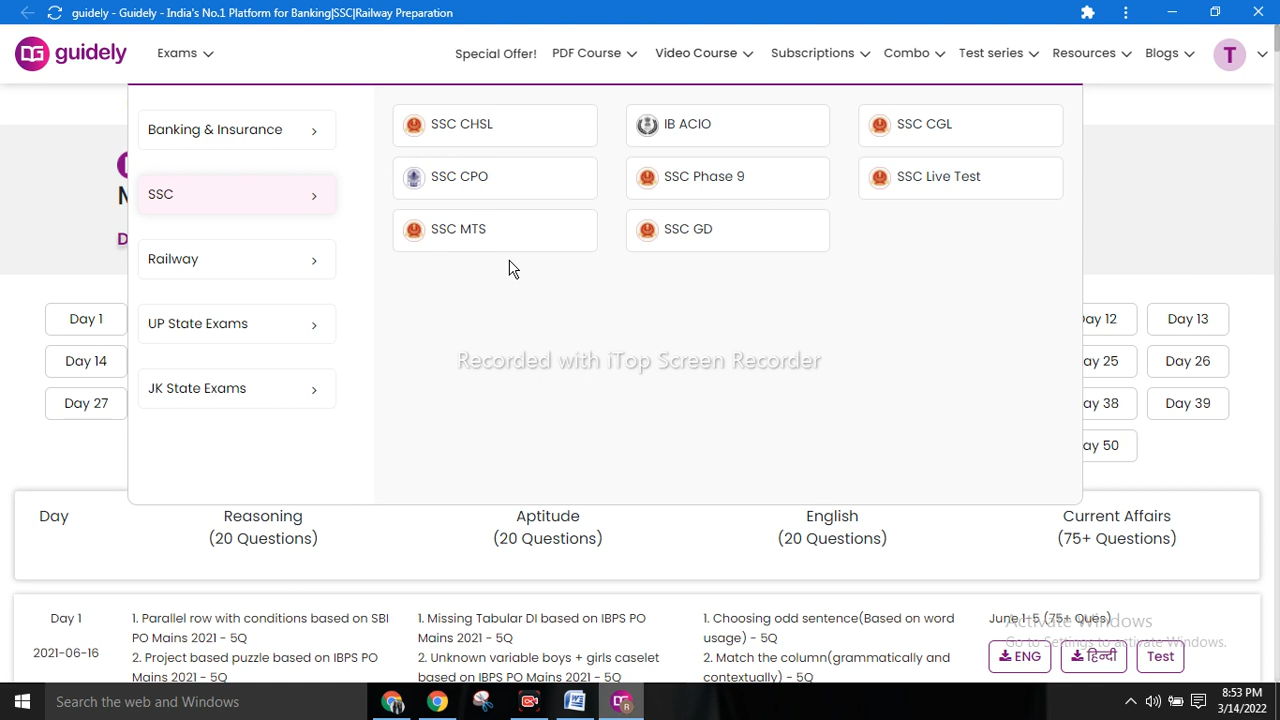 guidely - Guidely - India's No.1 Platform for Banking|SSC|Railway Preparation
guidely
Exams
Special Offer!
PDF Course
Video Course
Subscriptions
Combo
Test series
Resources
Blogs
T
Banking & Insurance
SSC
Railway
UP State Exams
JK State Exams
SSC CHSL
IB ACIO
SSC CGL
SSC CPO
SSC Phase 9
SSC Live Test
SSC MTS
SSC GD
Recorded with iTop Screen Recorder
Day 1
Day 12
Day 13
Day 14
ay 25
Day 26
Day 27
ay 38
Day 39
ay 50
Day
Reasoning
(20 Questions)
Aptitude
(20 Questions)
English
(20 Questions)
Current Affairs
(75+ Questions)
Day 1
2021-06-16
1. Parallel row with conditions based on SBI
PO Mains 2021 - 5Q
2. Project based puzzle based on IBPS PO
Mains 2021 - 5Q
1. Missing Tabular DI based on IBPS PO
Mains 2021 - 5Q
2. Unknown variable boys + girls caselet
based on IBPS PO Mains 2021 - 5Q
1. Choosing odd sentence(Based on word
usage) - 5Q
2. Match the column(grammatically and
contextually) - 5Q
June 1-5 (75+ Ques)
ENG
हिन्दी
Test
Activate Windows
Go to Settings to activate Windows.
Search the web and Windows
8:53 PM
3/14/2022